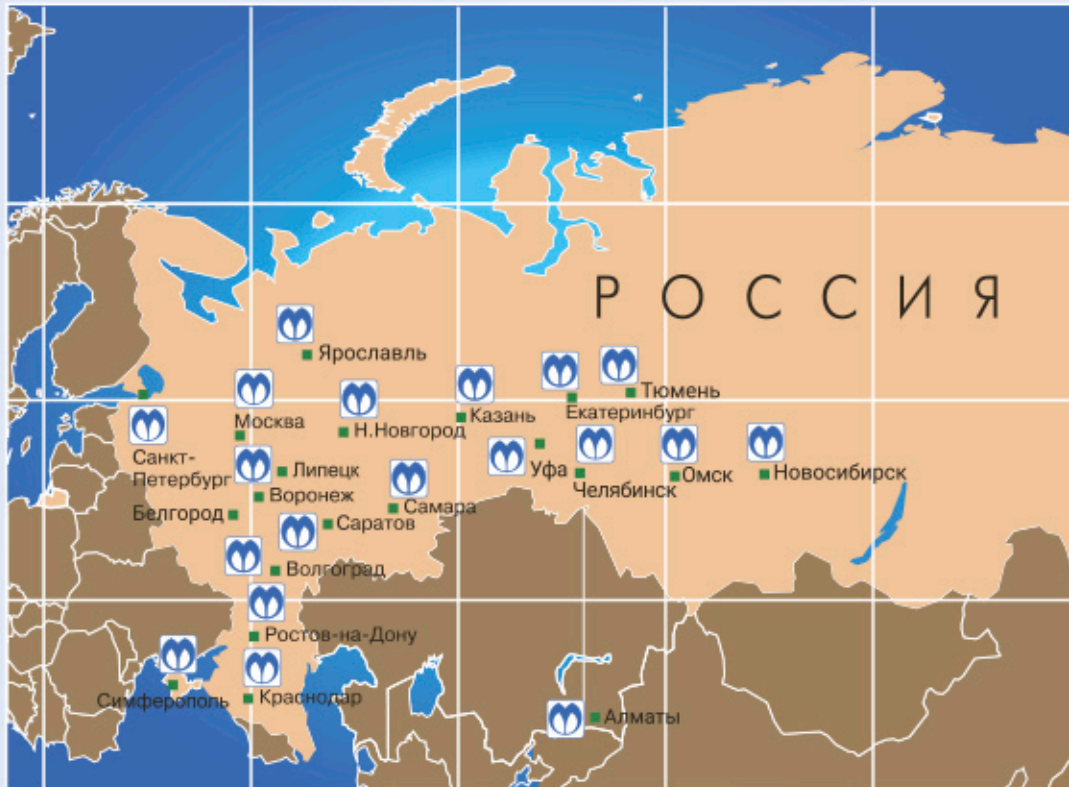 РОССИЯ
Ярославль
Тюмень
Екатеринбург
Казань
Москва
Н.Новгород
Санкт-
Петербург
Липецк
Уфа
Челябинск
Омск
Новосибирск
Воронеж
Самара
Белгород
Саратов
Волгоград
Ростов-на-Дону
Симферополь
Краснодар
Алматы